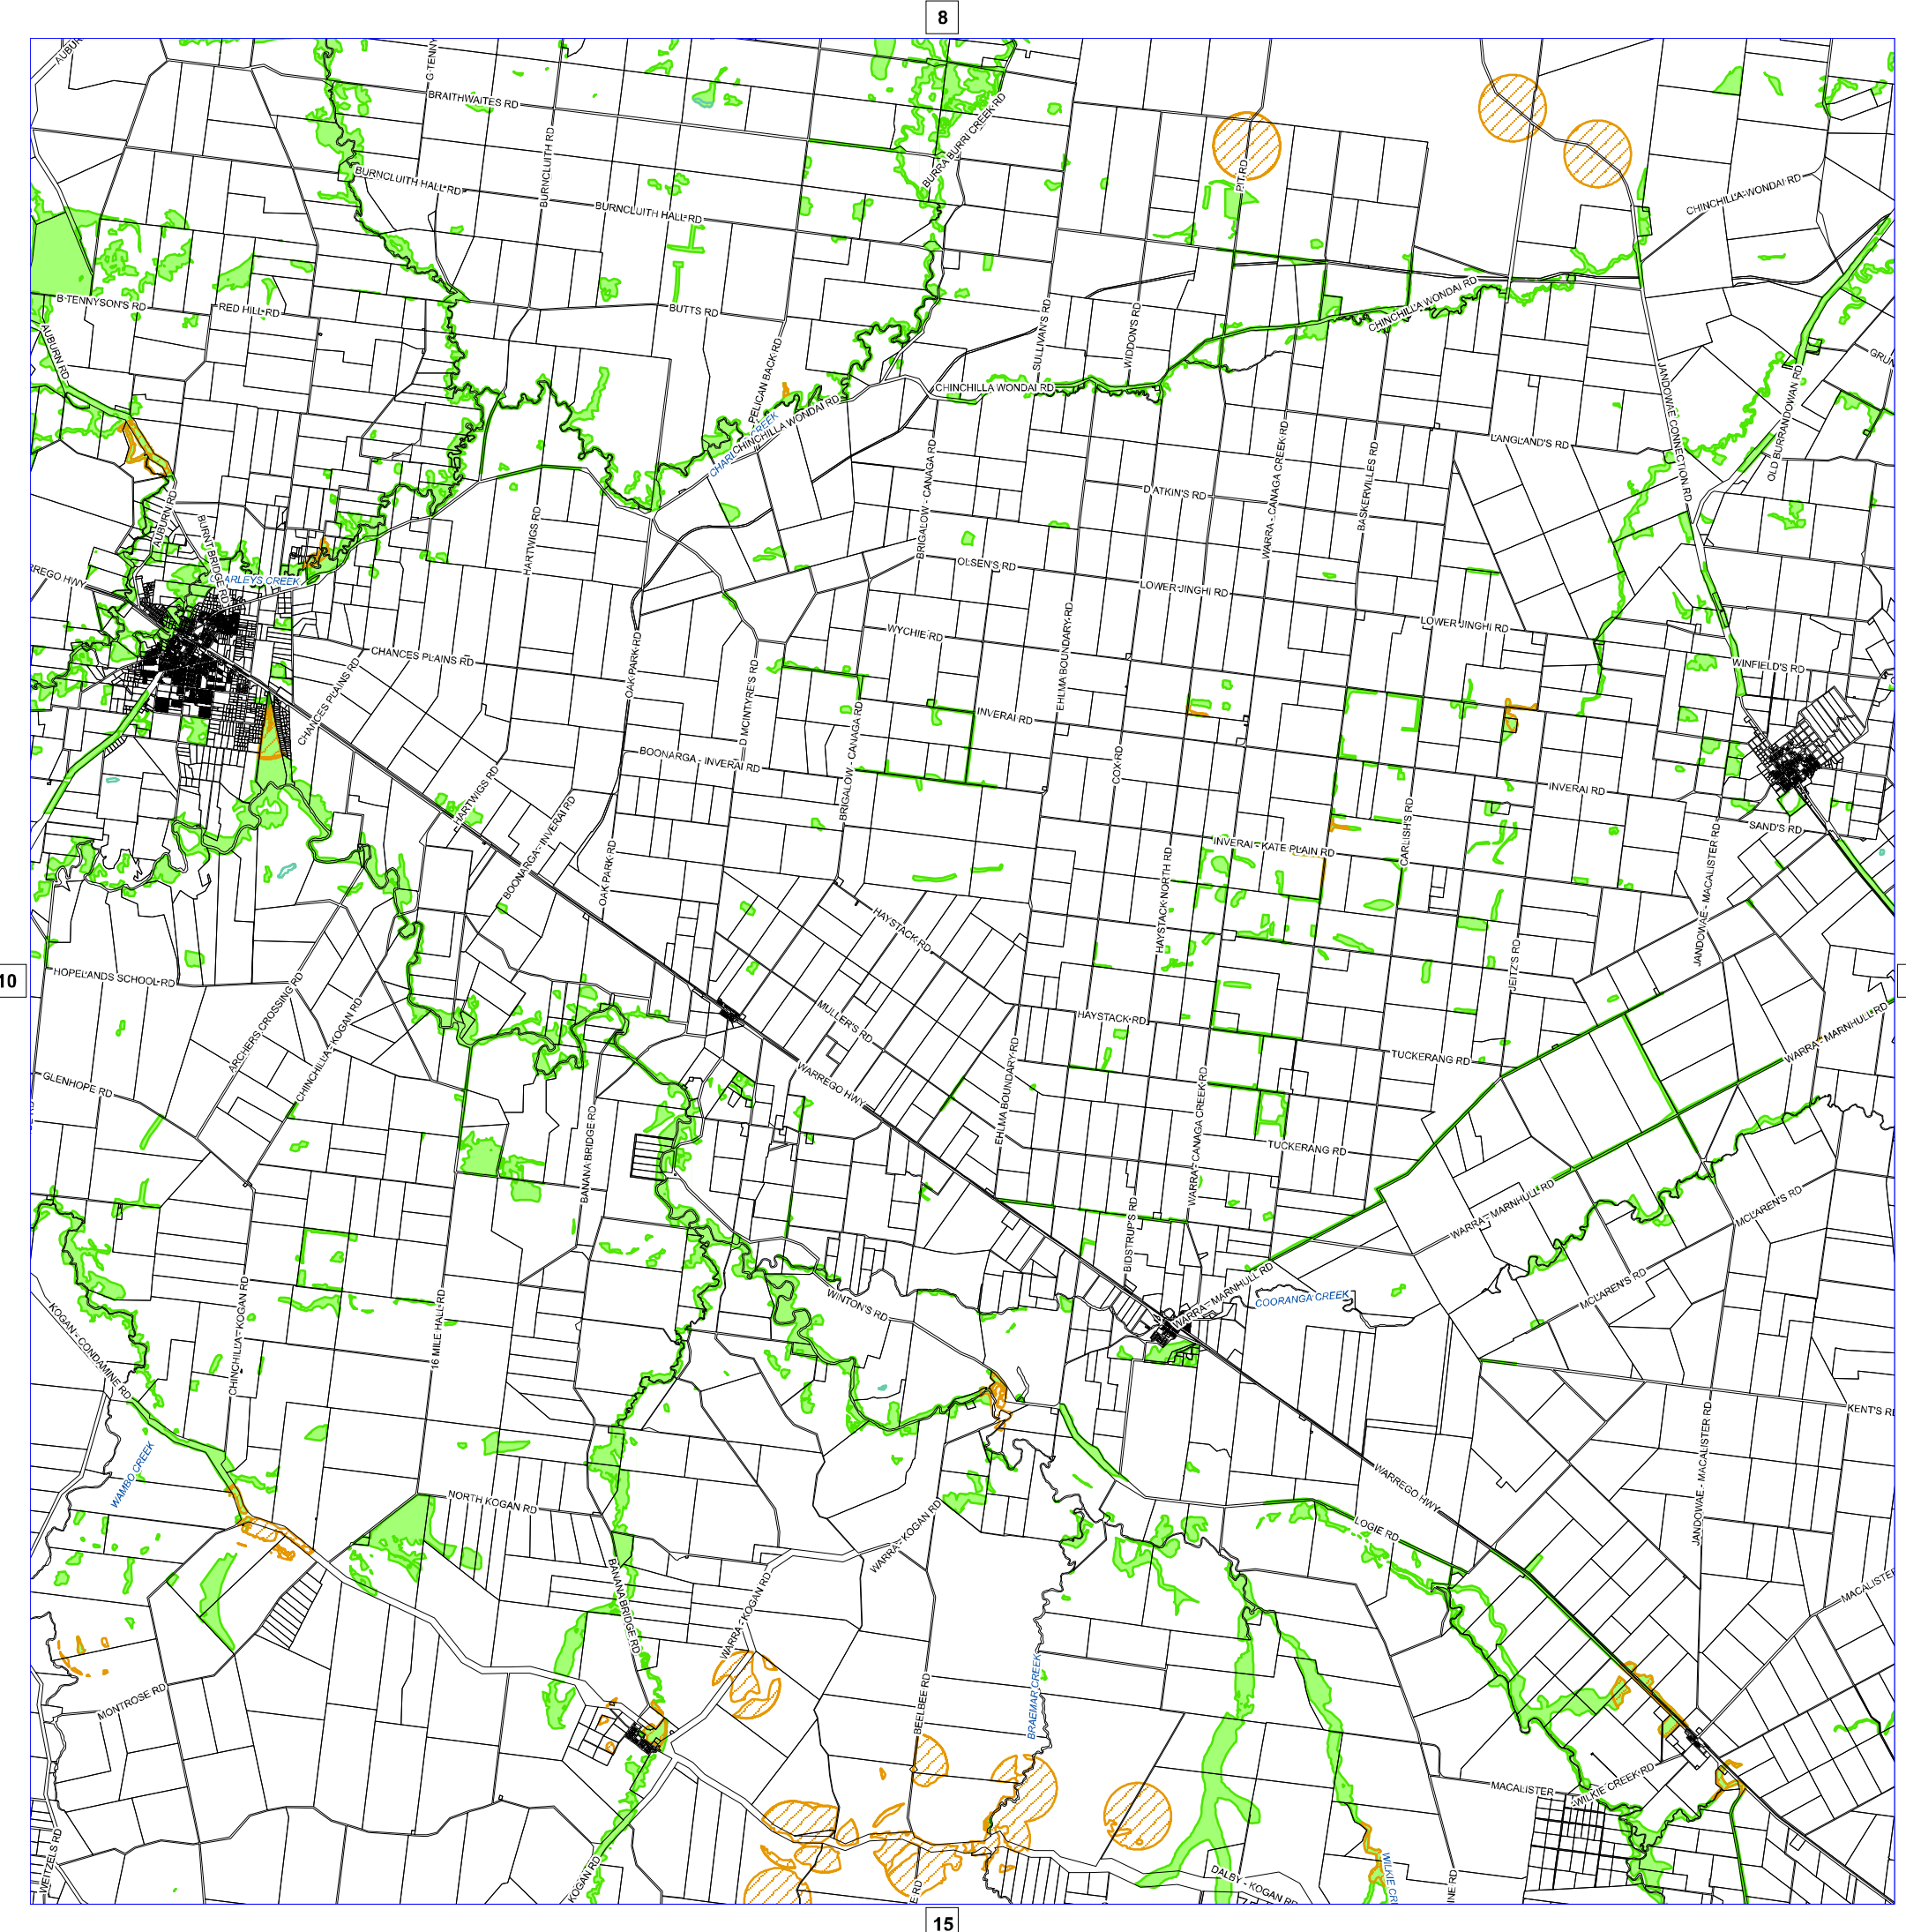 8
BRAITHWAITES RD
BURNCLUITH RD
BURRA BURRI CREEK RD
BURNCLUITH HALL RD
BURNCLUITH HALL RD
PIT RD
CHINCHILLA-WONDAI RD
B TENNYSON'S RD
RED HILL RD
BUTTS RD
AUBURN RD
PELICAN BACK RD
SULLIVAN'S RD
WIDDON'S RD
CHINCHILLA WONDAI RD
CHINCHILLA WONDAI RD
CHINCHILLA WONDAI RD
CREEK
JANDOWAE CONNECTION RD
OLD BURRANDOWAN RD
LANGLAND'S RD
AUBURN RD
BURNT BRIDGE RD
HARTWIGS RD
BRIGALOW - CANAGA RD
D ATKIN'S RD
WARRA - CANAGA CREEK RD
BASKERVILLES RD
OLSEN'S RD
LOWER JINGHI RD
LOWER JINGHI RD
ARLEYS CREEK
RREGO HWY
WYCHIE RD
EHLMA BOUNDARY RD
CHANCES PLAINS RD
CHANCES PLAINS RD
OAK PARK RD
D MCINTYRE'S RD
WINFIELD'S RD
INVERAI RD
BRIGALOW - CANAGA RD
BOONARGA - INVERAI RD
COX RD
HARTWIGS RD
BOONARGA - INVERAI RD
INVERAI RD
SAND'S RD
INVERAI - KATE PLAIN RD
CARLISH'S RD
OAK PARK RD
HAYSTACK RD
HAYSTACK NORTH RD
JEITZ'S RD
JANDOWAE - MACALISTER RD
10
HOPELANDS SCHOOL RD
ARCHERS CROSSING RD
CHINCHILLA - KOGAN RD
MULLER'S RD
HAYSTACK RD
TUCKERANG RD
WARRA - MARNHULL RD
GLENHOPE RD
WARREGO HWY
EHLMA BOUNDARY RD
WARRA - CANAGA CREEK RD
TUCKERANG RD
BANANA BRIDGE RD
BIDSTRUP'S RD
WARRA - MARNHULL RD
MCLAREN'S RD
KOGAN - CONDAMINE RD
CHINCHILLA - KOGAN RD
16 MILE HALL RD
WINTON'S RD
WARRA - MARNHULL RD
COORANGA CREEK
MCLAREN'S RD
WAMBO CREEK
JANDOWAE - MACALISTER RD
KENT'S R
NORTH KOGAN RD
WARRA - KOGAN RD
WARREGO HWY
LOGIE RD
BANANA BRIDGE RD
WARRA - KOGAN RD
MACALISTER
MONTROSE RD
BEELBEE RD
BRAEMAR CREEK
MACALISTER
WILKIE CREEK RD
WEITZELS RD
KOGAN RD
E RD
DALBY - KOGAN RD
WILKIE CR
INE RD
15